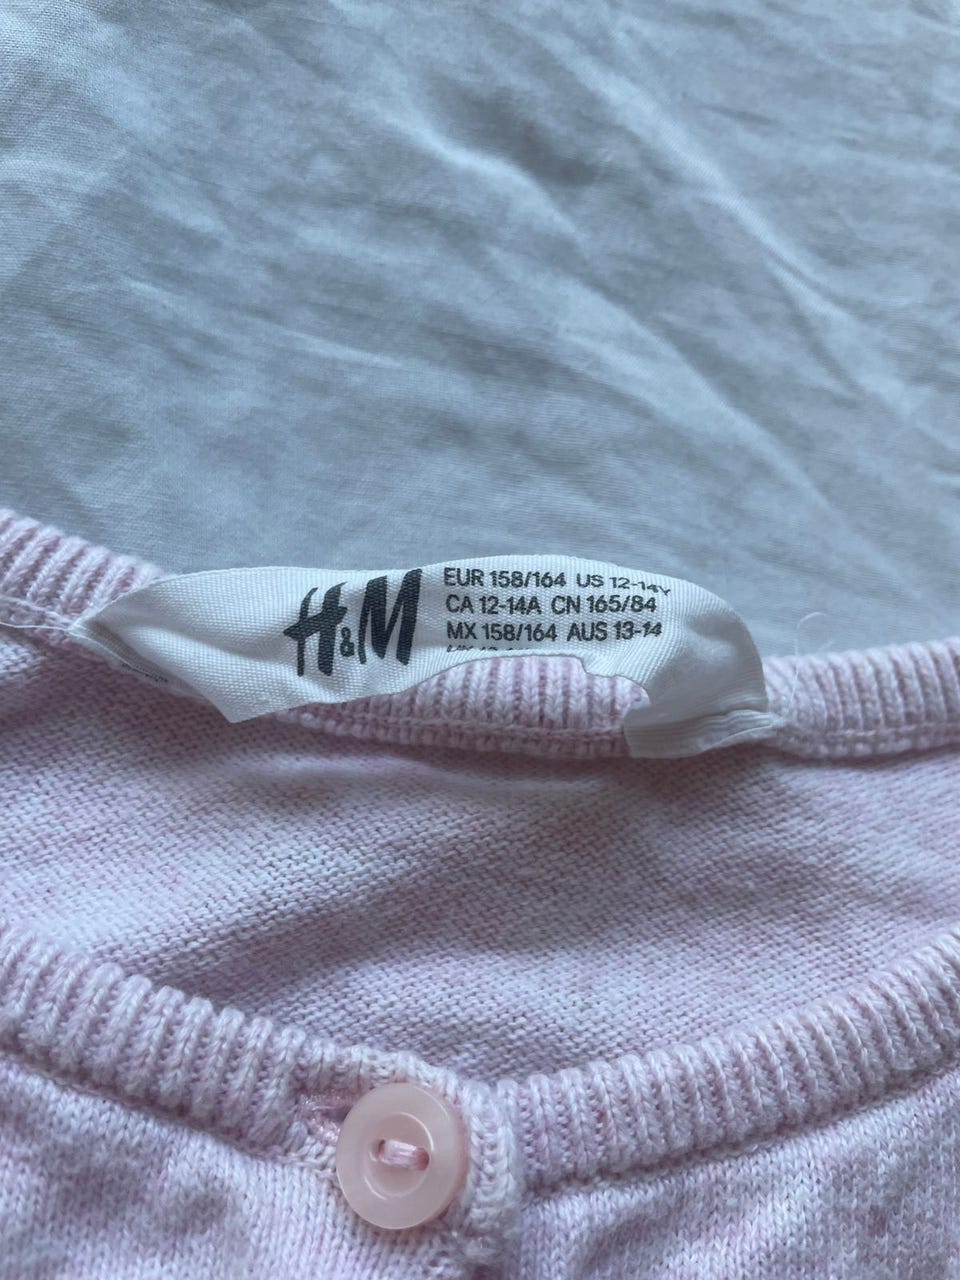 H&M
EUR 158/164 US 12-14Y
CA 12-14A CN 165/84
MX 158/164 AUS 13-14